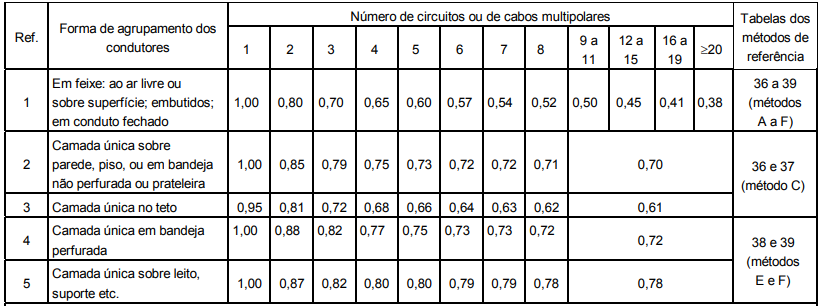 Ref.
Forma de agrupamento dos
condutores
Número de circuitos ou de cabos multipolares
Tabelas dos
métodos de
referência
1 2 3 4 5 6 7 8 9 a 11 12 a 15 16 a 19 ≥20
1
Em feixe: ao ar livre ou
sobre superfície; embutidos;
em conduto fechado
1,00 0,80 0,70 0,65 0,60 0,57 0,54 0,52 0,50 0,45 0,41 0,38
36 a 39
(métodos
A a F)
2
Camada única sobre
parede, piso, ou em bandeja
não perfurada ou prateleira
1,00 0,85 0,79 0,75 0,73 0,72 0,72 0,71 0,70
36 e 37
(método C)
3 Camada única no teto 0,95 0,81 0,72 0,68 0,66 0,64 0,63 0,62 0,61
4
Camada única em bandeja
perfurada
1,00 0,88 0,82 0,77 0,75 0,73 0,73 0,72 0,72
38 e 39
(métodos
E e F)
5
Camada única sobre leito,
suporte etc.
1,00 0,87 0,82 0,80 0,80 0,79 0,79 0,78 0,78